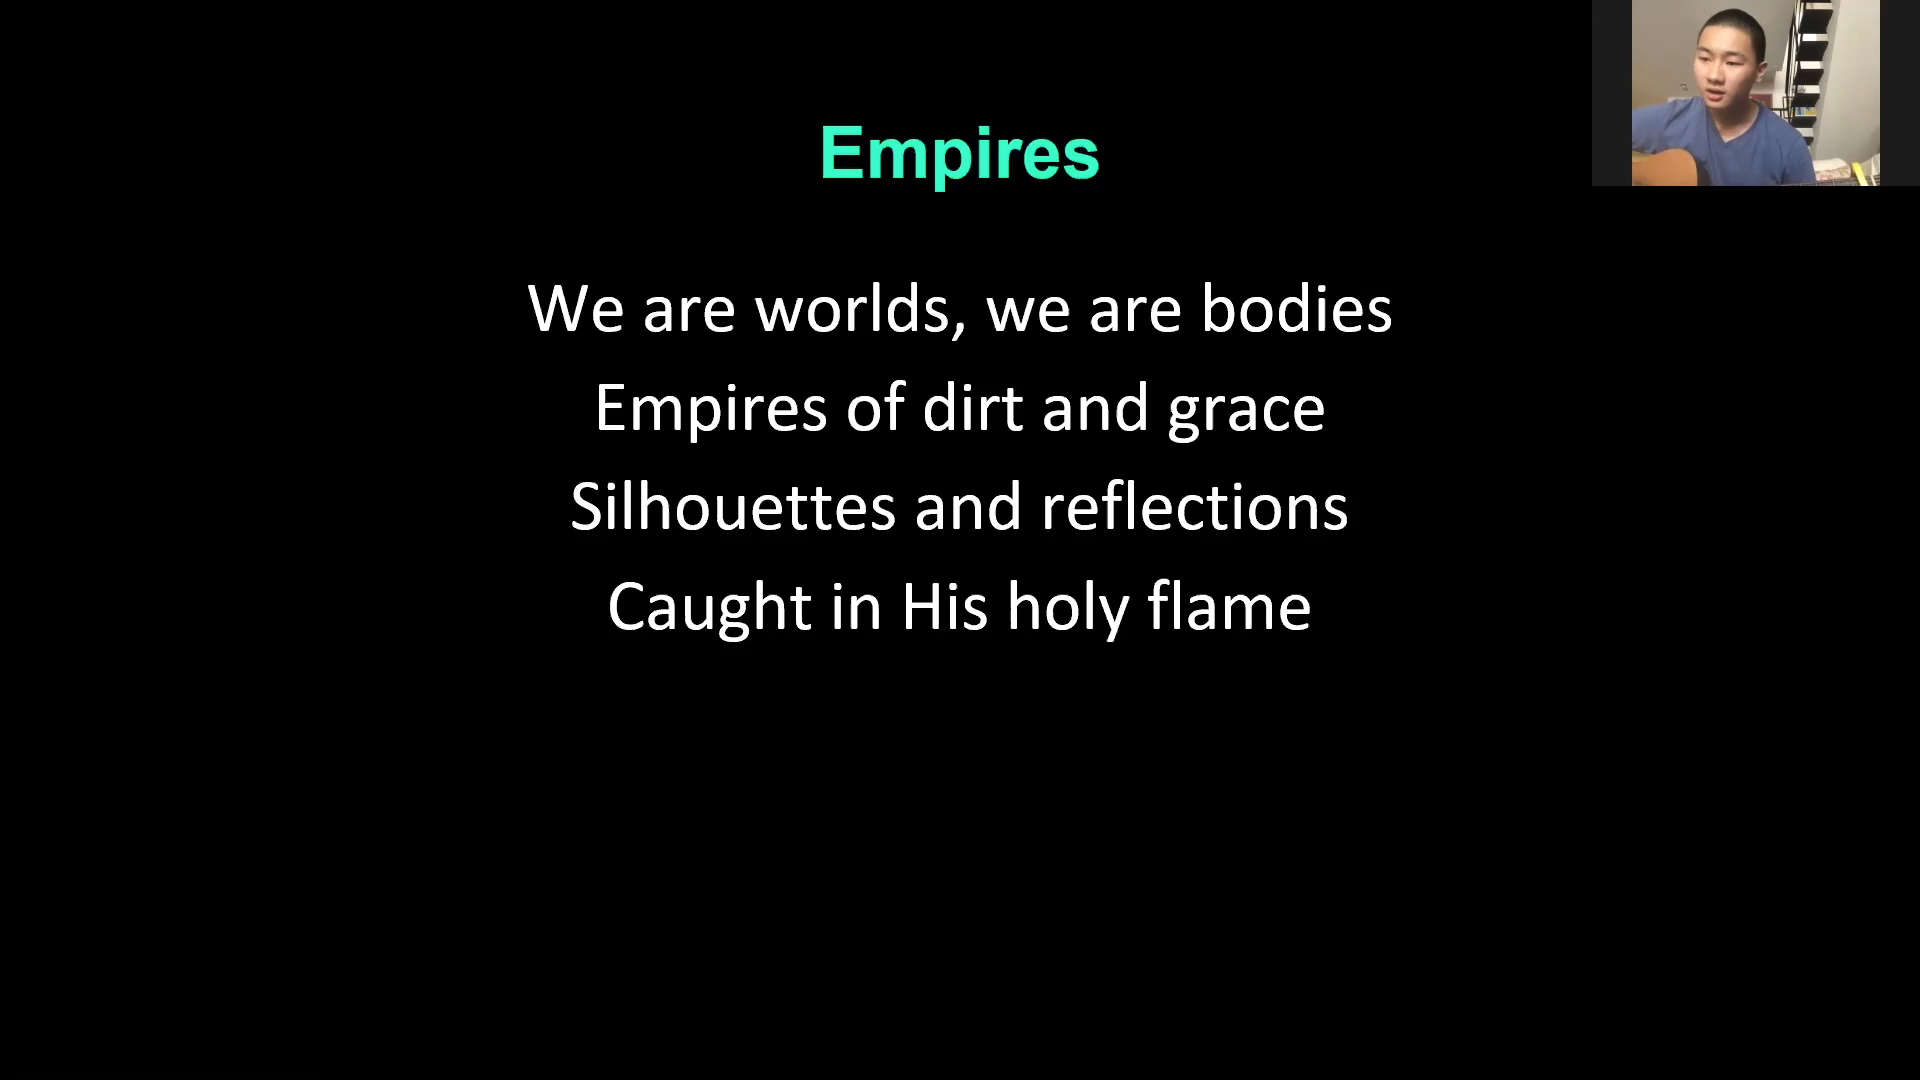 Empires
We are worlds, we are bodies
Empires of dirt and grace
Silhouettes and reflections
Caught in His holy flame